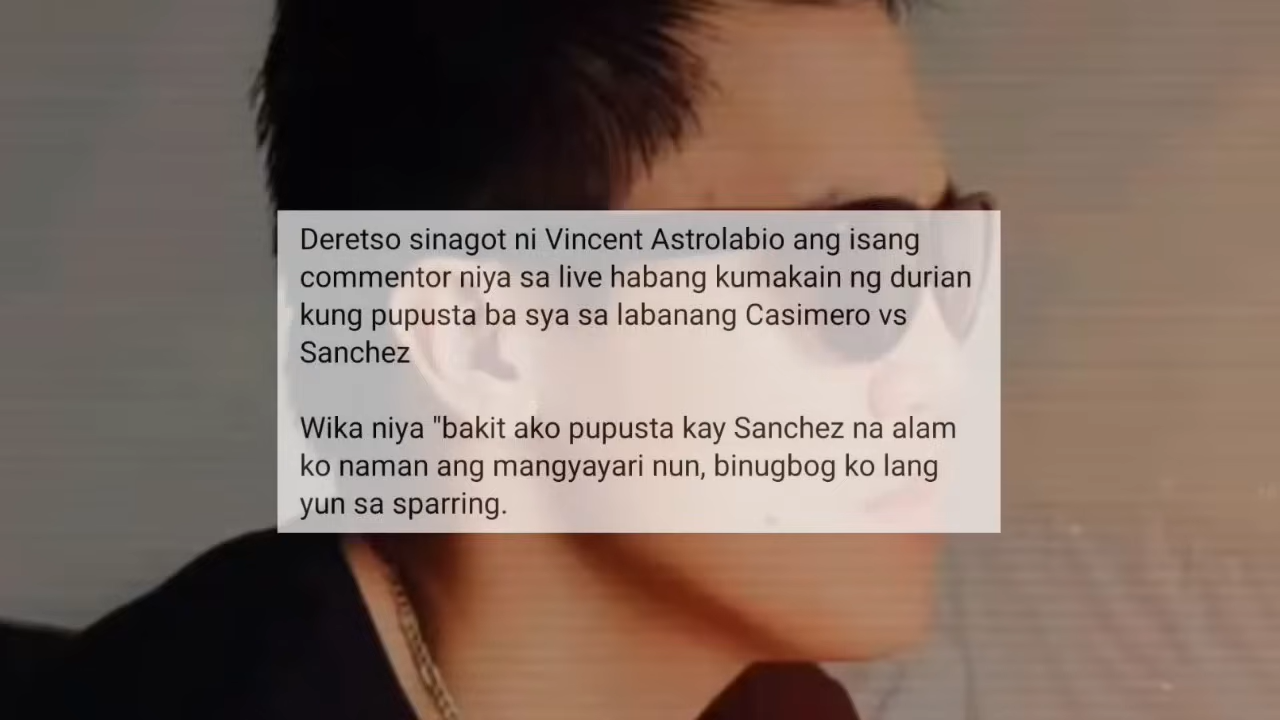 Deretso sinagot ni Vincent Astrolabio ang isang
commentor niya sa live habang kumakain ng durian
kung pupusta ba sya sa labanang Casimero vs
Sanchez
Wika niya "bakit ako pupusta kay Sanchez na alam
ko naman ang mangyayari nun, binugbog ko lang
yun sa sparring.